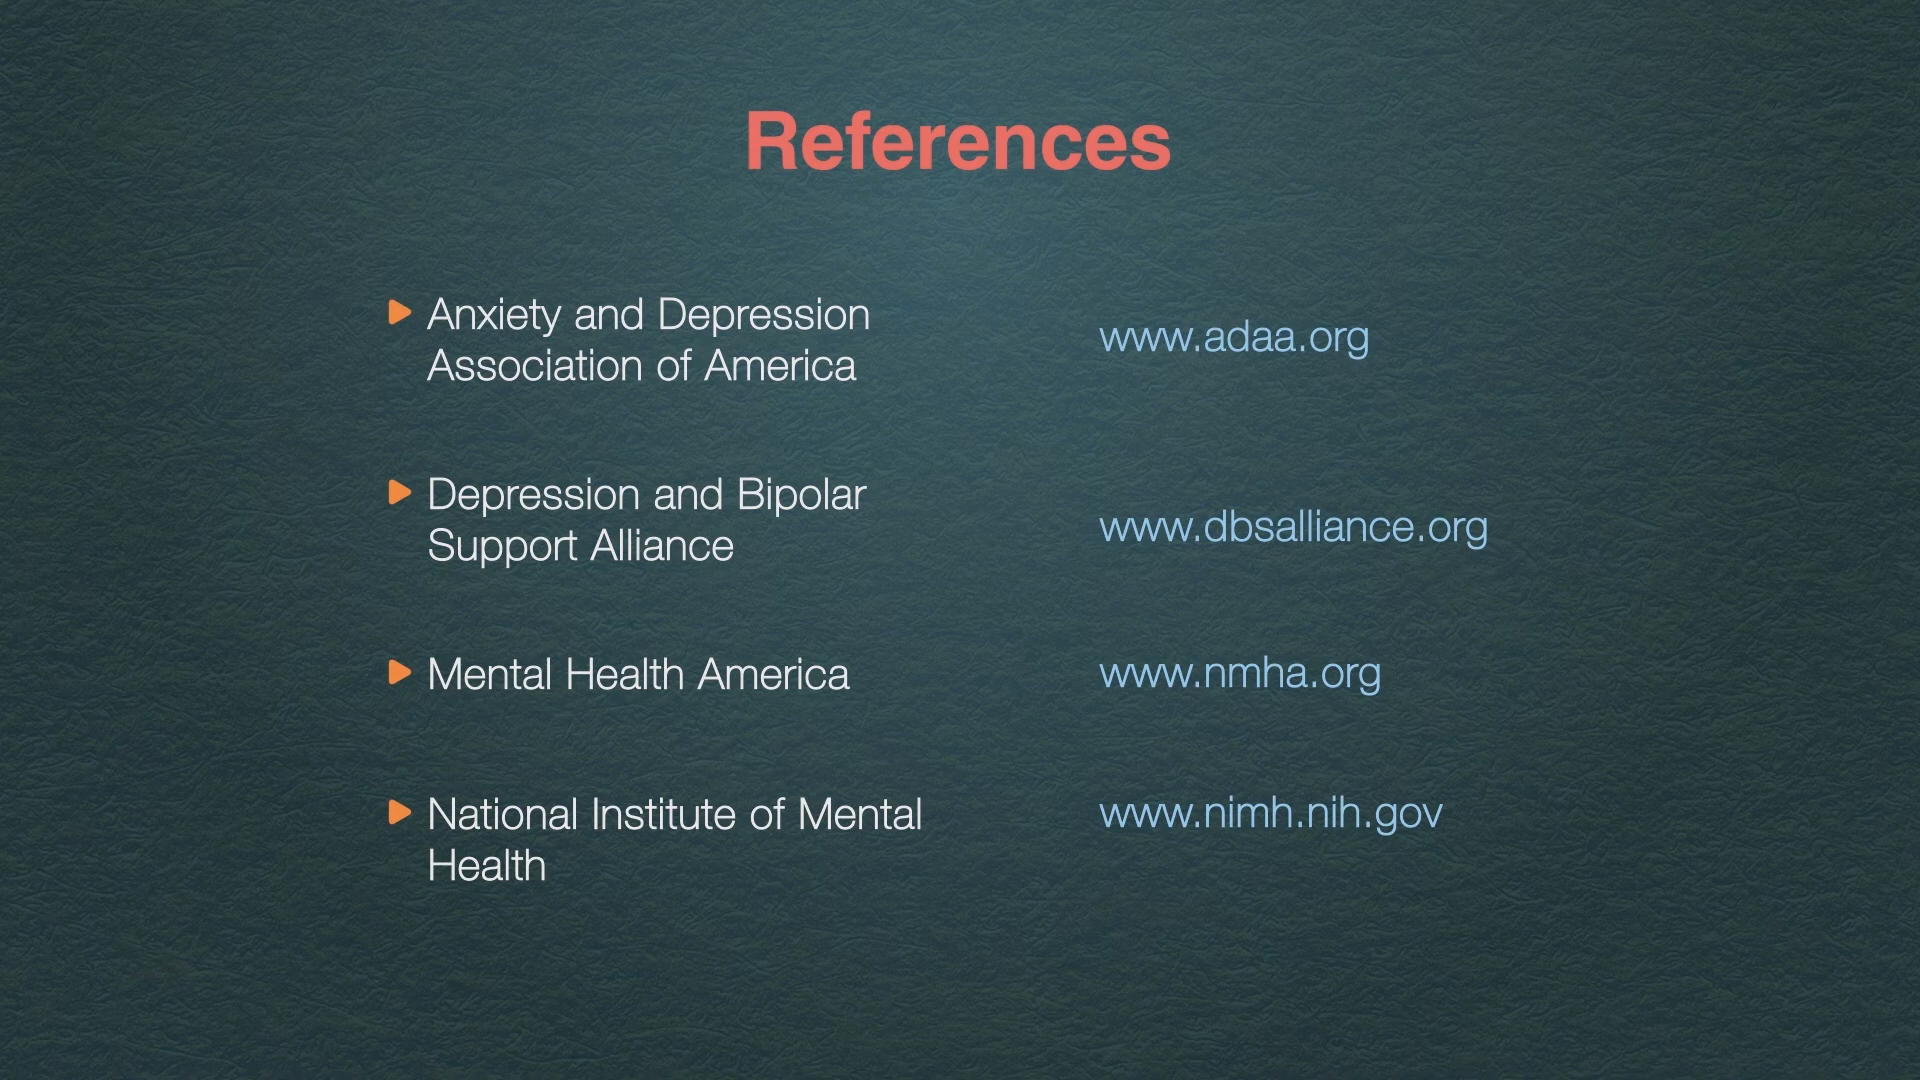 References
Anxiety and Depression
Association of America
www.adaa.org
Depression and Bipolar
Support Alliance
www.dbsalliance.org
Mental Health America
www.nmha.org
National Institute of Mental
Health
www.nimh.nih.gov